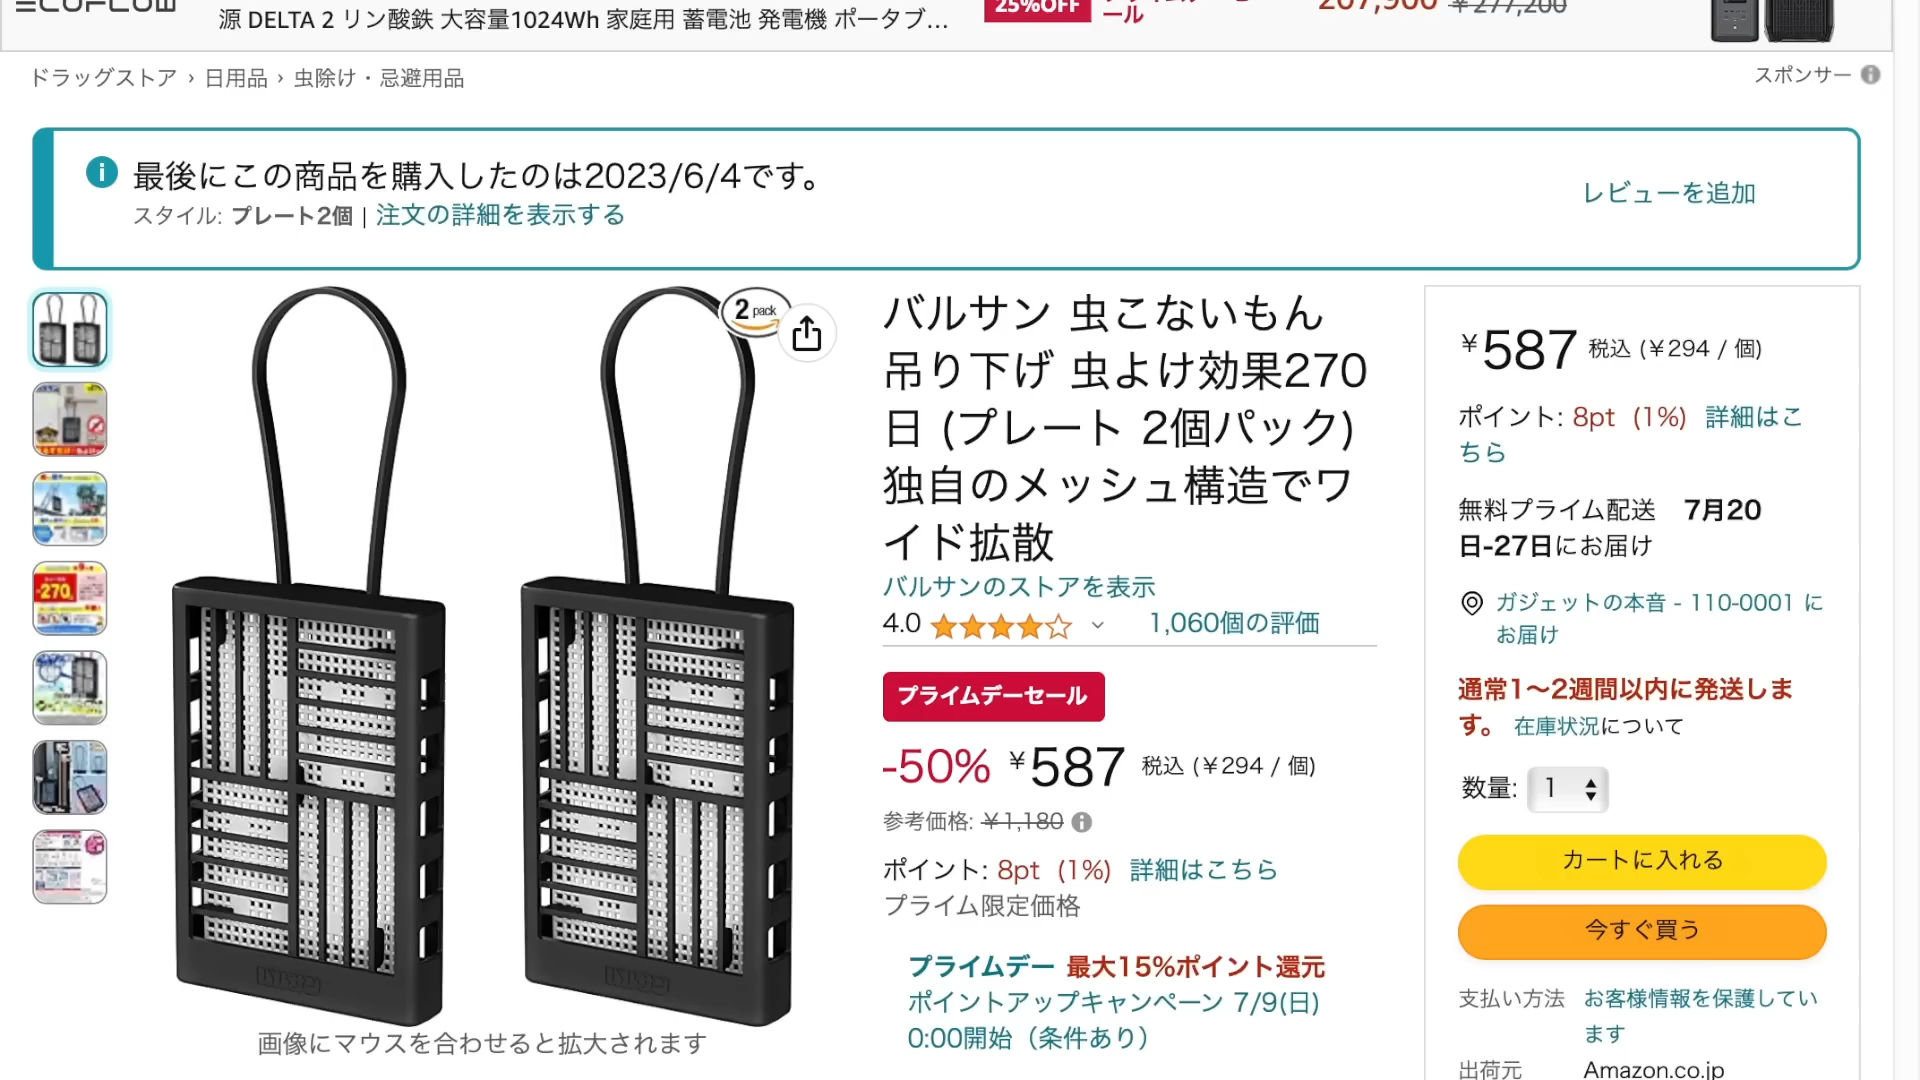 源 DELTA 2 リン酸鉄 大容量1024Wh 家庭用 蓄電池 発電機 ポータブ…
25%OFF
ール
267,900 ￥277,200
ドラッグストア › 日用品 › 虫除け・忌避用品
スポンサー
最後にこの商品を購入したのは2023/6/4です。
スタイル: プレート2個 | 注文の詳細を表示する
レビューを追加
2 pack
バルサン 虫こないもん
吊り下げ 虫よけ効果270
日 (プレート 2個パック)
独自のメッシュ構造でワ
イド拡散
バルサンのストアを表示
4.0
1,060個の評価
プライムデーセール
-50% ￥587 税込 (￥294 / 個)
参考価格: ￥1,180
ポイント: 8pt (1%) 詳細はこちら
プライム限定価格
プライムデー 最大15%ポイント還元
ポイントアップキャンペーン 7/9(日)
0:00開始（条件あり）
バルサン
バルサン
-270
画像にマウスを合わせると拡大されます
￥587 税込 (￥294 / 個)
ポイント: 8pt (1%) 詳細はこ
ちら
無料プライム配送 7月20
日-27日にお届け
ガジェットの本音 - 110-0001 に
お届け
通常1～2週間以内に発送しま
す。 在庫状況について
数量: 1
カートに入れる
今すぐ買う
支払い方法 お客様情報を保護してい
ます
出荷元 Amazon.co.jp